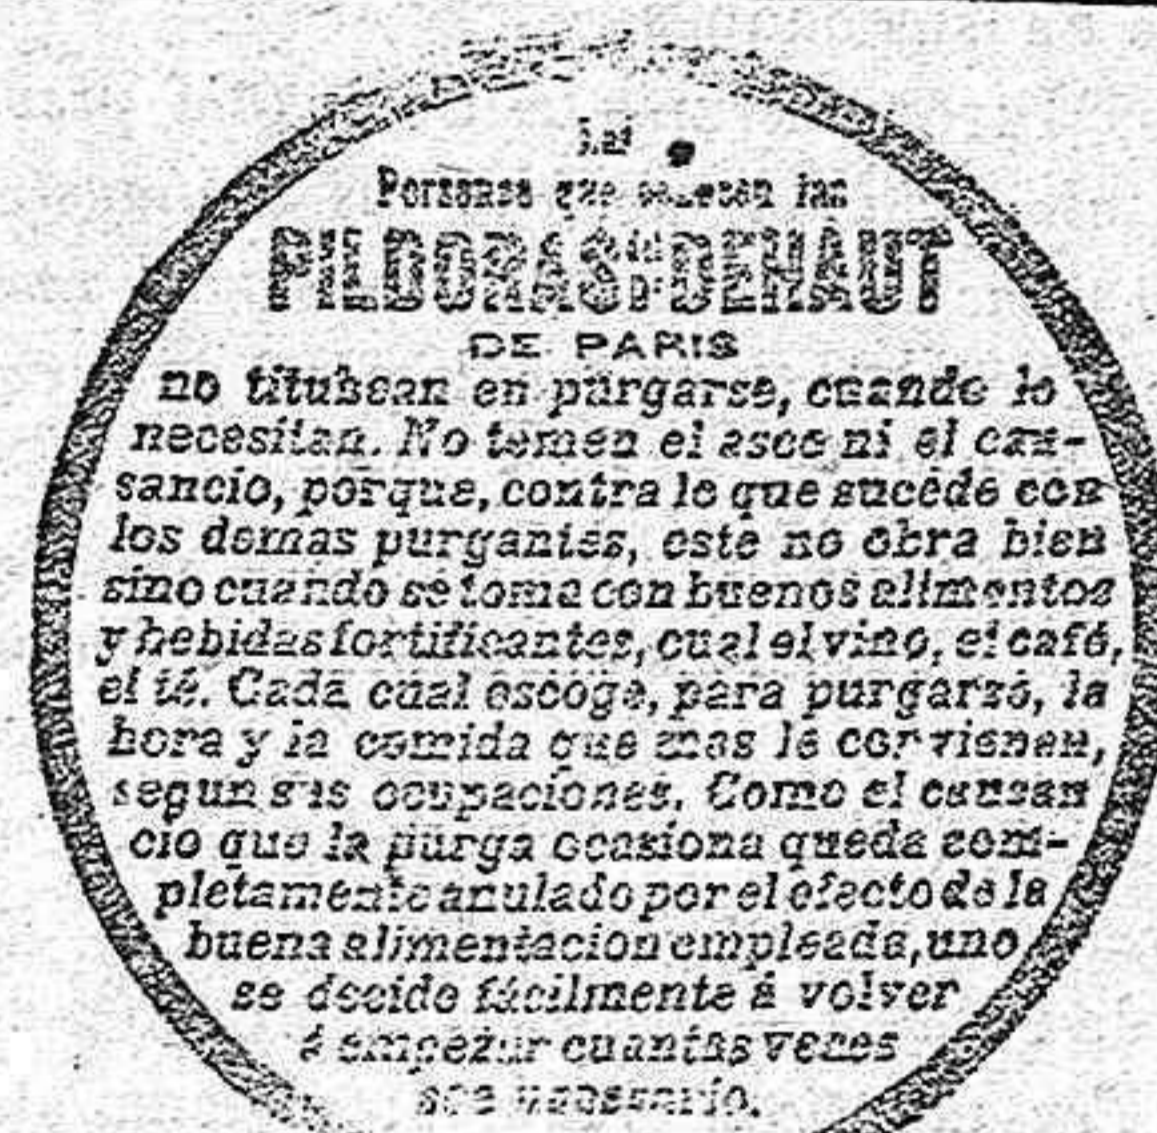 Las
Personas que conocen las
PILDORAS DEL DR DEHAUT
DE PARIS
no titubean en purgarse, cuando lo
necesitan. No temen el asco ni el cau-
sancio, porque, contra lo que sucede con
los demas purgantes, este no obra bien
sino cuando se toma con buenos alimentos
y bebidas fortificantes, cual el vino, el café,
el té. Cada cual escoge, para purgarse, la
hora y la comida que mas le convienen,
segun sus ocupaciones. Como el causan
cio que la purga ocasiona queda com-
pletamente anulado por el efecto de la
buena alimentacion empleada, uno
se decide fácilmente á volver
á empezar cuantas veces
sea necesario.